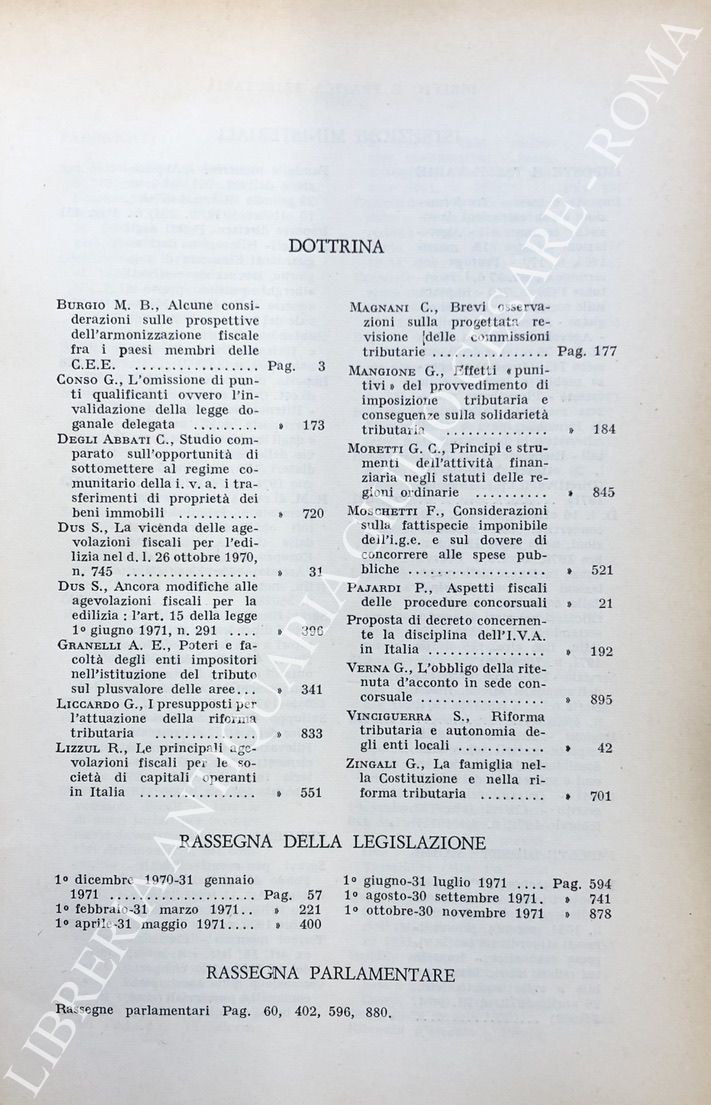 DOTTRINA
BURGIO M. B., Alcune consi-
derazioni sulle prospettive
dell'armonizzazione fiscale
fra i paesi membri delle
C.E.E. ................ Pag. 3
CONSO G., L'omissione di pun-
ti qualificanti ovvero l'in-
validazione della legge do-
ganale delegata ......... » 173
DEGLI ABBATI C., Studio com-
parato sull'opportunità di
sottomettere al regime co-
munitario della i. v. a. i tra-
sferimenti di proprietà dei
beni immobili ........... » 720
DUS S., La vicenda delle age-
volazioni fiscali per l'edi-
lizia nel d. l. 26 ottobre 1970,
n. 745 ................. » 31
DUS S., Ancora modifiche alle
agevolazioni fiscali per la
edilizia : l'art. 15 della legge
1º giugno 1971, n. 291 .... » 396
GRANELLI A. E., Poteri e fa-
coltà degli enti impositori
nell'istituzione del tributo
sul plusvalore delle aree... » 341
LICCARDO G., I presupposti per
l'attuazione della riforma
tributaria .............. » 833
LIZZUL R., Le principali age-
volazioni fiscali per le so-
cietà di capitali operanti
in Italia ............... » 551
MAGNANI C., Brevi osserva-
zioni sulla progettata re-
visione delle commissioni
tributarie ................ Pag. 177
MANGIONE G., Effetti « puni-
tivi » del provvedimento di
imposizione tributaria e
conseguenze sulla solidarietà
tributaria .............. » 184
MORETTI G. C., Principi e stru-
menti dell'attività finan-
ziaria negli statuti delle re-
gioni ordinarie .......... » 845
MOSCHETTI F., Considerazioni
sulla fattispecie imponibile
dell'i.g.e. e sul dovere di
concorrere alle spese pub-
bliche ................... » 521
PAJARDI P., Aspetti fiscali
delle procedure concorsuali » 21
Proposta di decreto concernen-
te la disciplina dell'I.V.A.
in Italia ................ » 192
VERNA G., L'obbligo della rite-
nuta d'acconto in sede con-
corsuale ................. » 895
VINCIGUERRA S., Riforma
tributaria e autonomia de-
gli enti locali ............ » 42
ZINGALI G., La famiglia nel-
la Costituzione e nella ri-
forma tributaria ......... » 701
RASSEGNA DELLA LEGISLAZIONE
1º dicembre 1970-31 gennaio
1971 .................... Pag. 57
1º febbraio-31 marzo 1971.. » 221
1º aprile-31 maggio 1971.... » 400
1º giugno-31 luglio 1971 .... Pag. 594
1º agosto-30 settembre 1971. » 741
1º ottobre-30 novembre 1971 » 878
RASSEGNA PARLAMENTARE
Rassegne parlamentari Pag. 60, 402, 596, 880.
LIBRERIA ANTIQUARIA GIULIO CESARE - ROMA